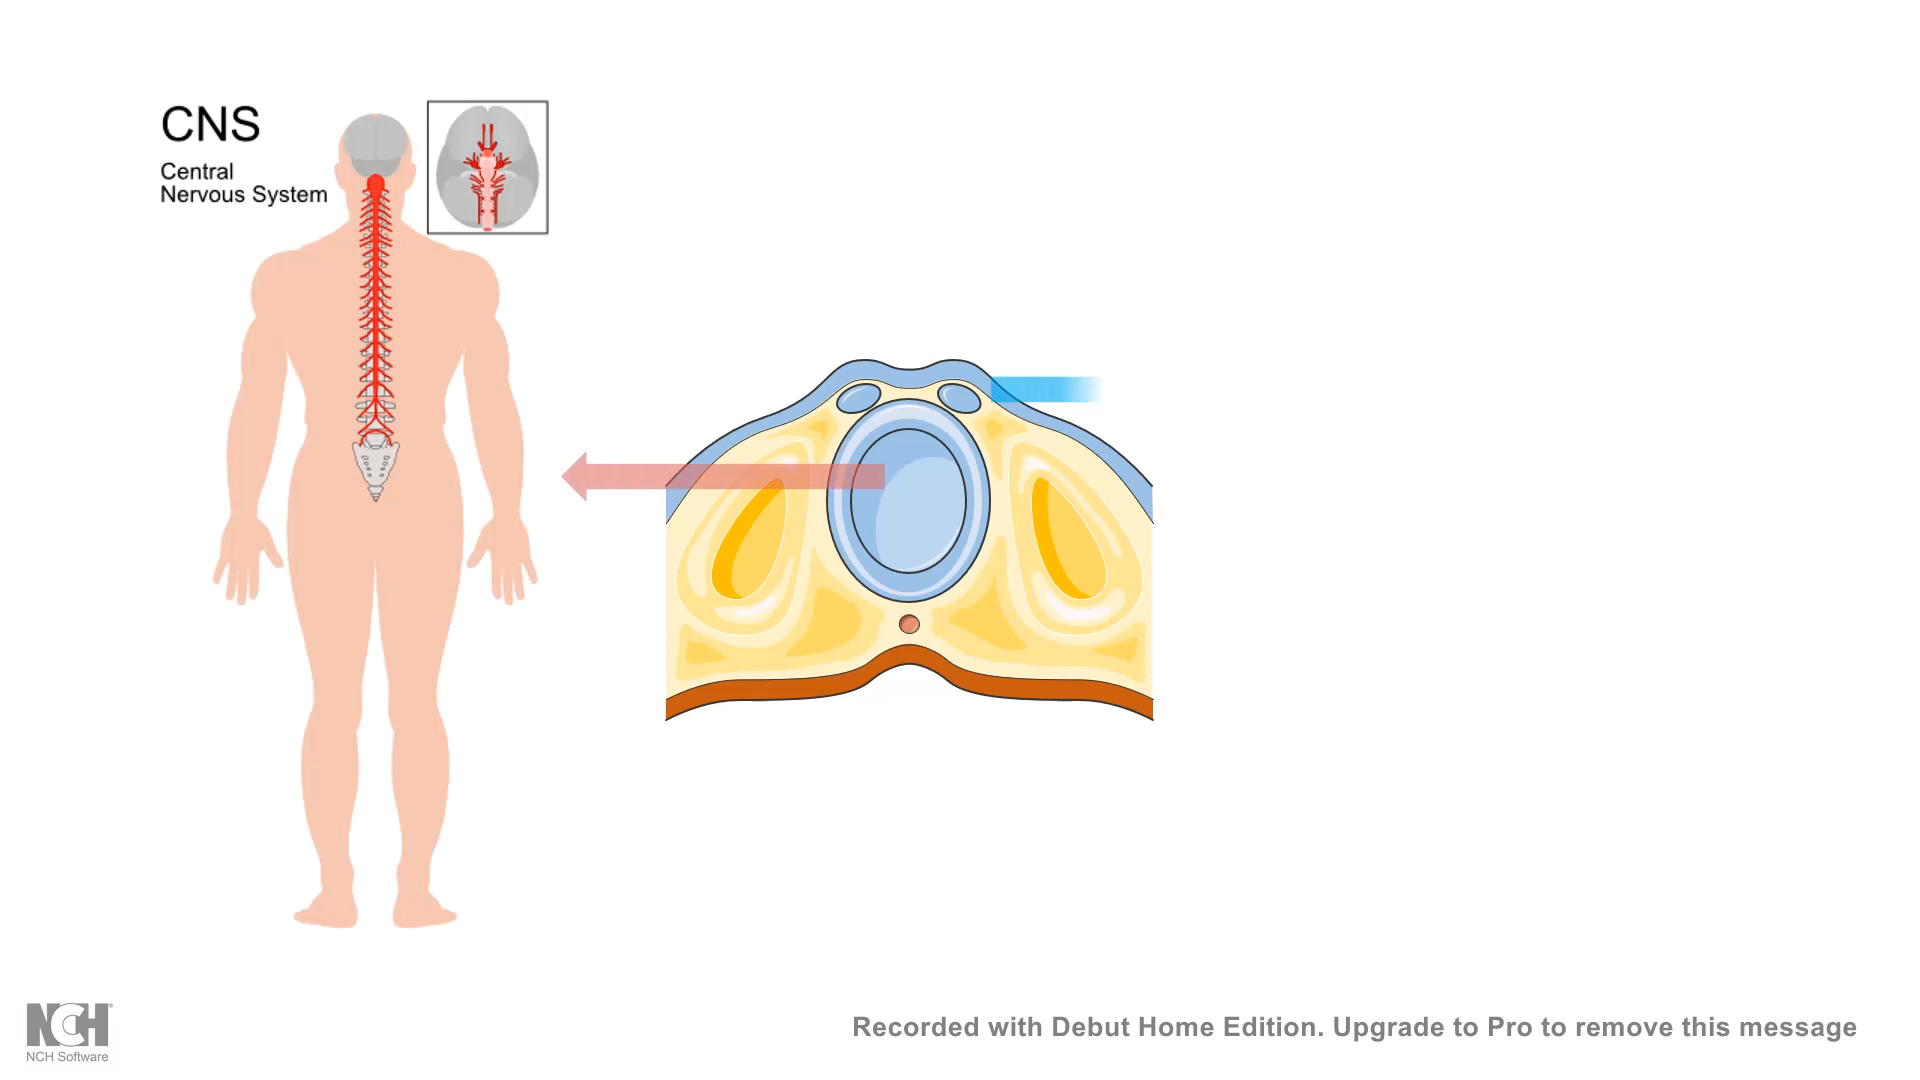 CNS
Central
Nervous System
NCH
NCH Software
Recorded with Debut Home Edition. Upgrade to Pro to remove this message